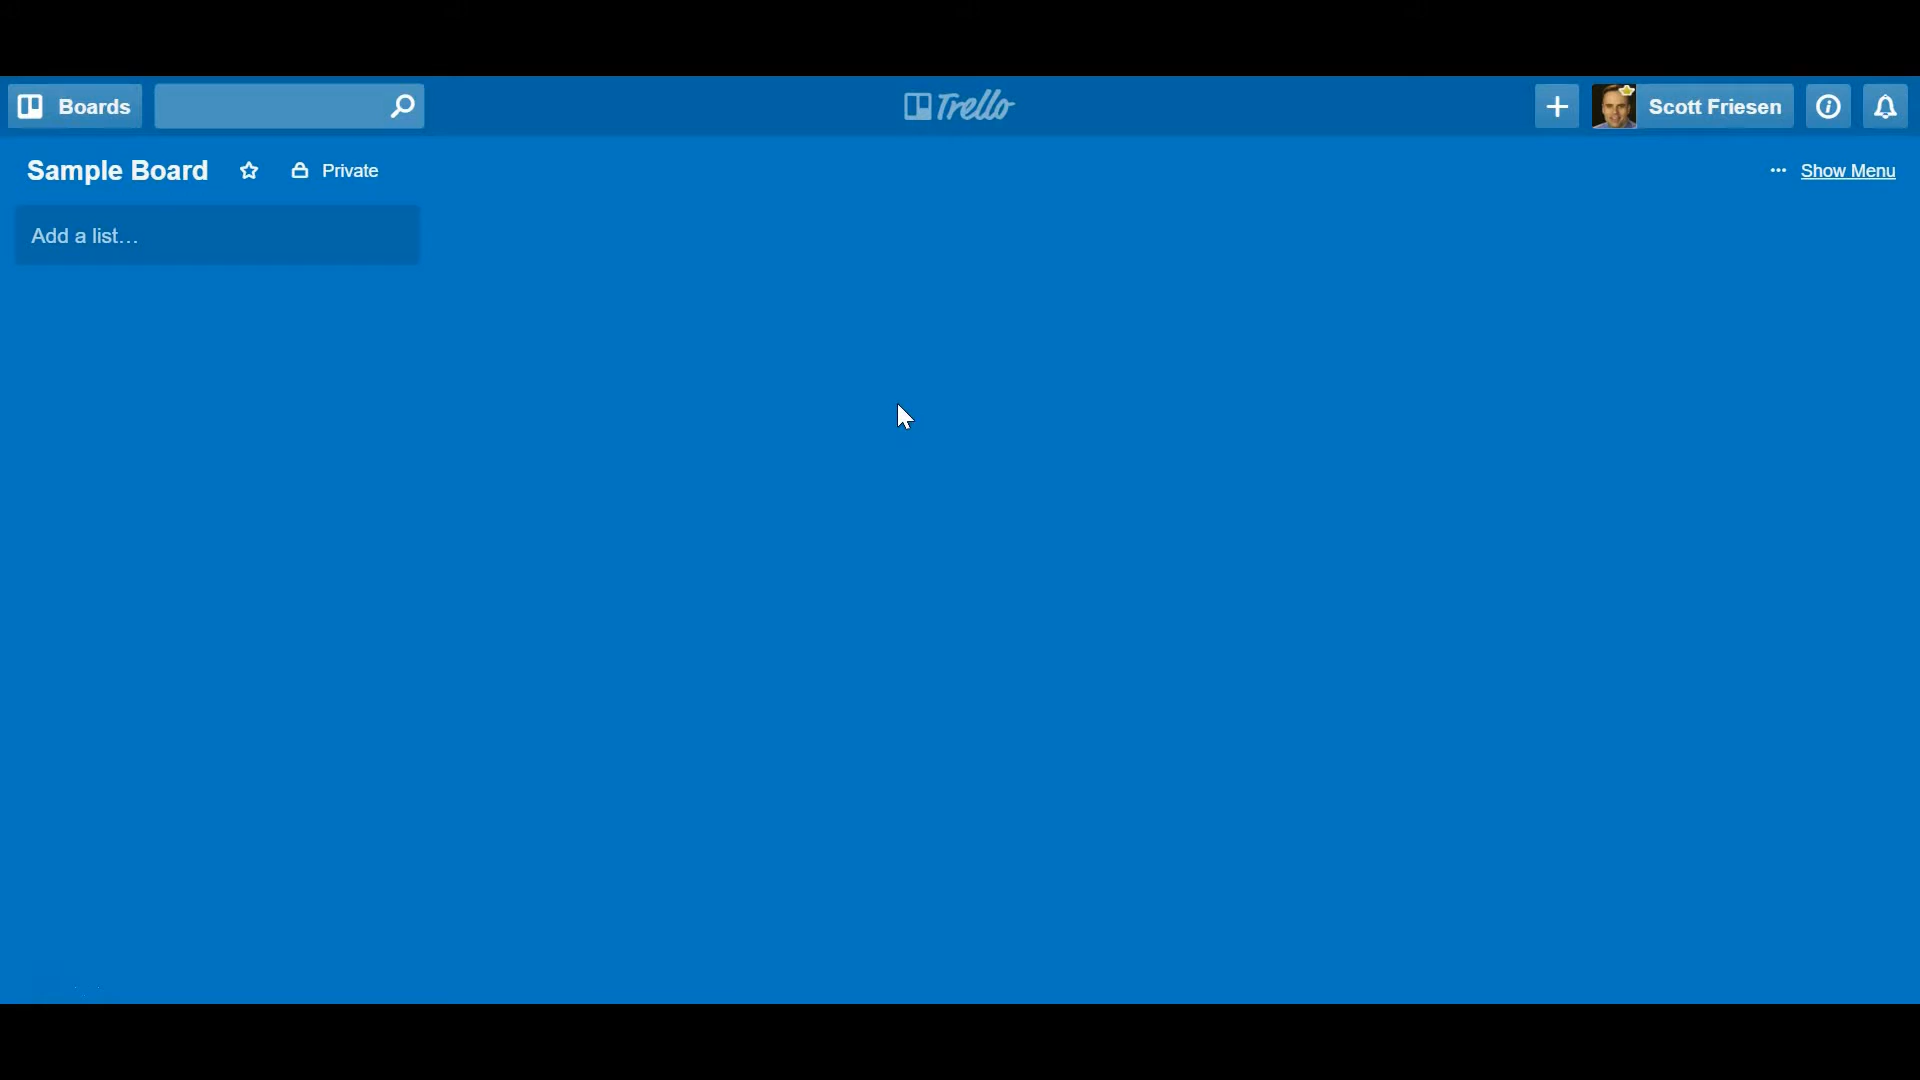 Boards
Trello
Scott Friesen
Sample Board
Private
Show Menu
Add a list…